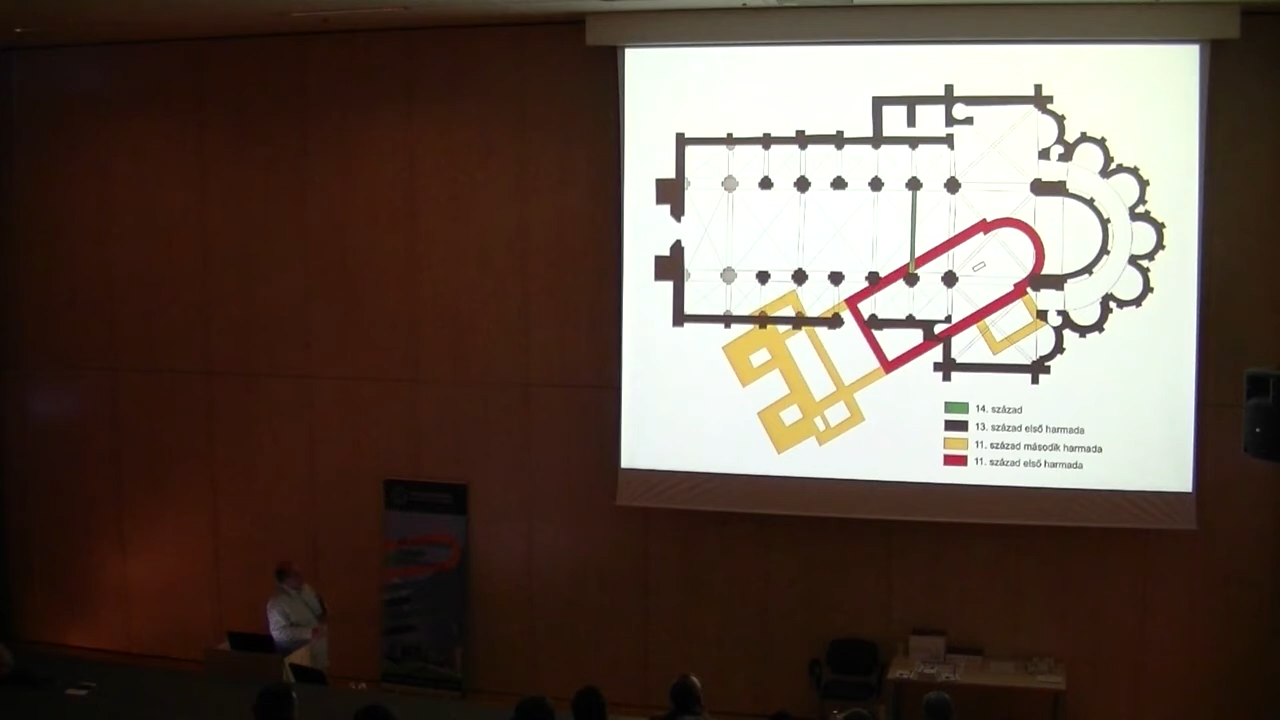 14. század
13. század első harmada
11. század második harmada
11. század első harmada